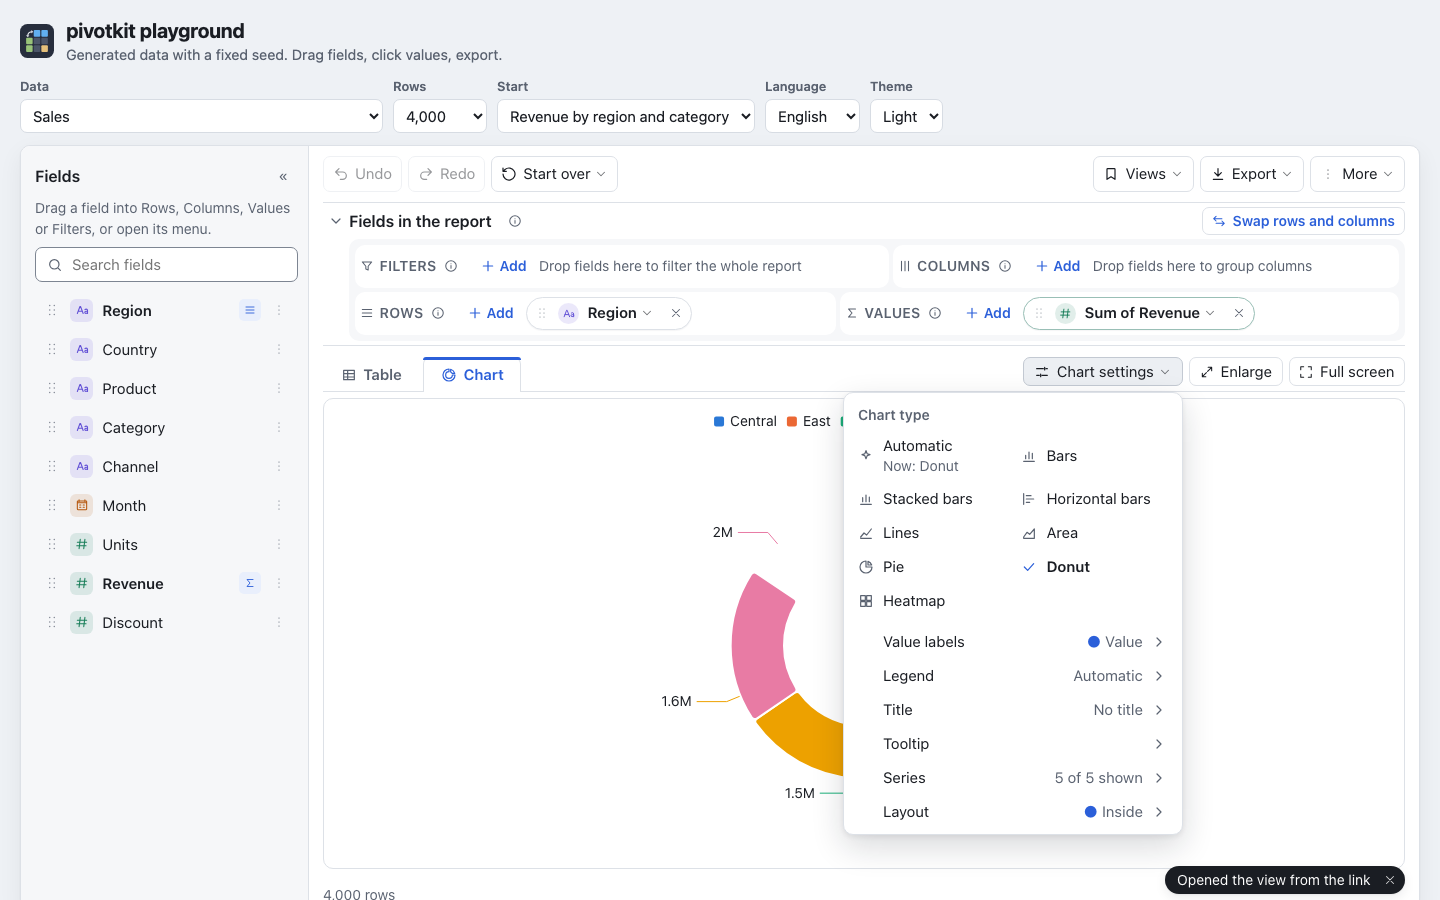 pivotkit playground
Generated data with a fixed seed. Drag fields, click values, export.
Data
Rows
Start
Language
Theme
Sales
4,000
Revenue by region and category
English
Light
Fields
«
Drag a field into Rows, Columns, Values
or Filters, or open its menu.
Search fields
Aa Region
Aa Country
Aa Product
Aa Category
Aa Channel
Month
# Units
# Revenue Σ
# Discount
Undo
Redo
Start over
Views
Export
More
Fields in the report
Swap rows and columns
FILTERS
+ Add
Drop fields here to filter the whole report
COLUMNS
+ Add
Drop fields here to group columns
ROWS
+ Add
Aa Region
Σ VALUES
+ Add
# Sum of Revenue
Table
Chart
Chart settings
Enlarge
Full screen
Central
East
2M
1.6M
1.5M
Chart type
Automatic
Now: Donut
Bars
Stacked bars
Horizontal bars
Lines
Area
Pie
Donut
Heatmap
Value labels Value
Legend Automatic
Title No title
Tooltip
Series 5 of 5 shown
Layout Inside
4,000 rows
Opened the view from the link